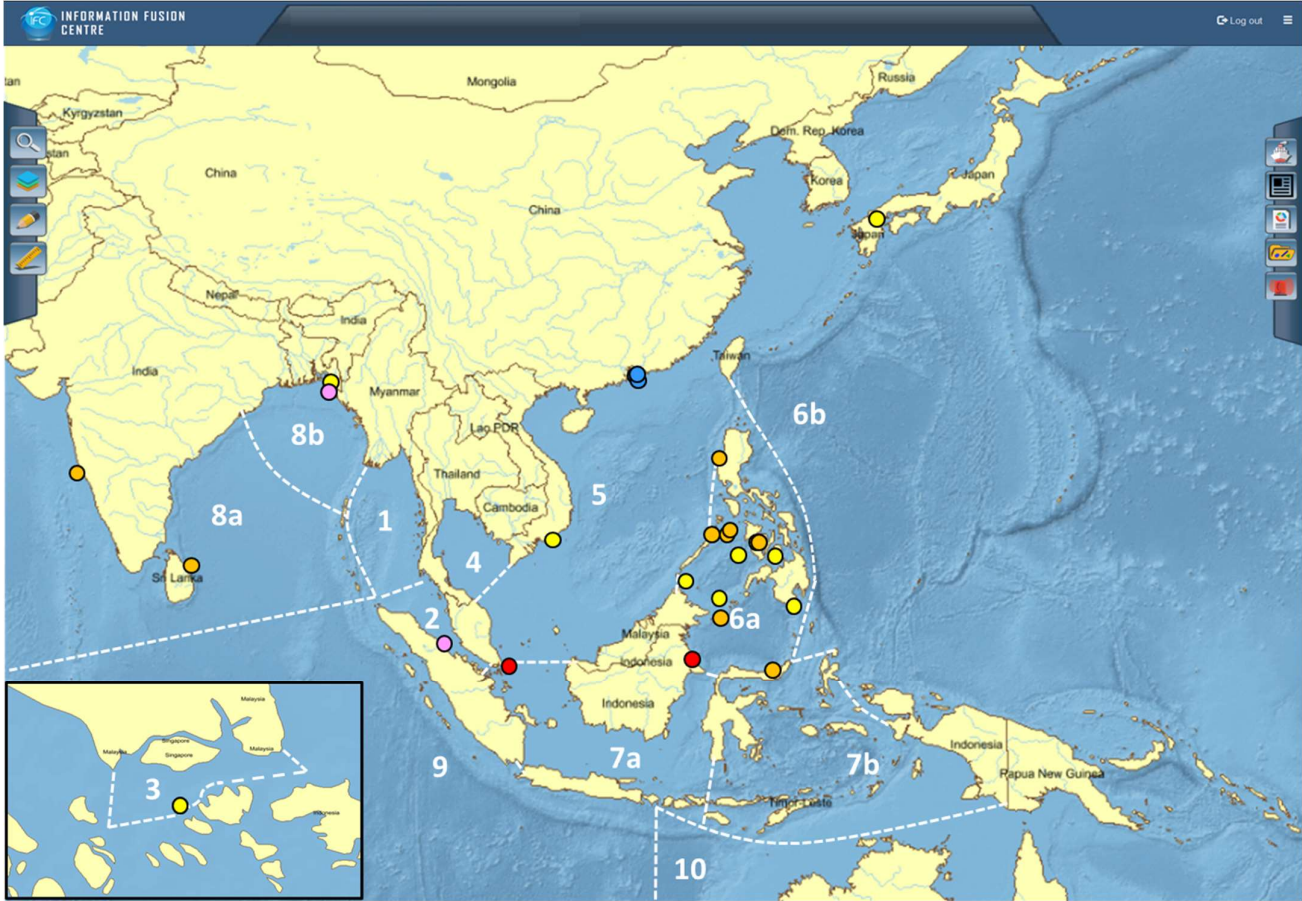 INFORMATION FUSION
CENTRE
IFC
Log out
Mongolia
Russia
Kyrgyzstan
Dem. Rep. Korea
China
Korea
Japan
China
Japan
Nepal
India
India
Myanmar
Taiwan
Lao PDR
Thailand
Cambodia
Sri Lanka
Malaysia
Indonesia
Indonesia
Indonesia
Papua New Guinea
Timor-Leste
8b
8a
1
4
5
6b
6a
2
9
7a
7b
10
Malaysia
Singapore
Singapore
Malaysia
Malaysia
Indonesia
3